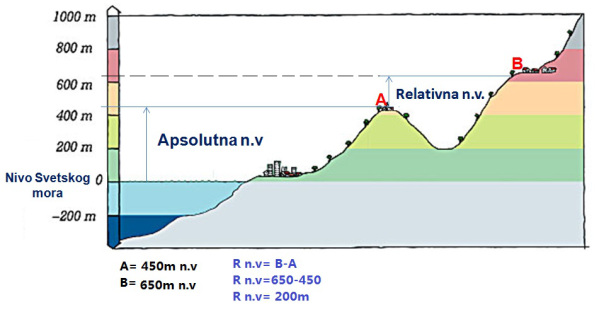 1000 m
800 m
600 m
400 m
200 m
0
−200 m
Nivo Svetskog
mora
Apsolutna n.v
A
Relativna n.v.
B
A= 450m n.v
B= 650m n.v
R n.v= B-A
R n.v=650-450
R n.v= 200m